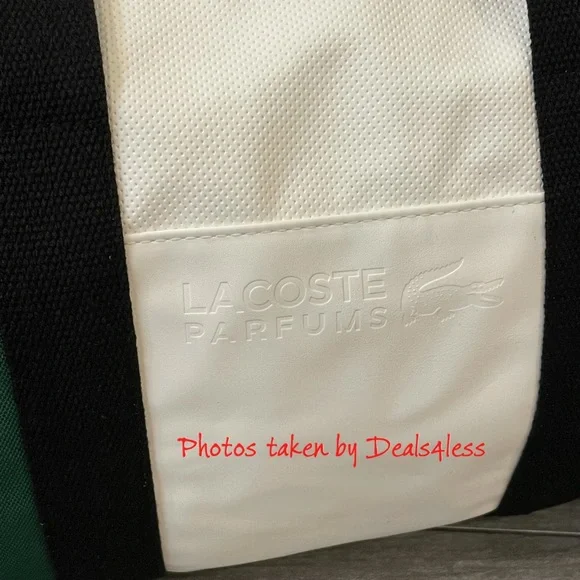 LACOSTE
PARFUMS
Photos taken by Deals4less